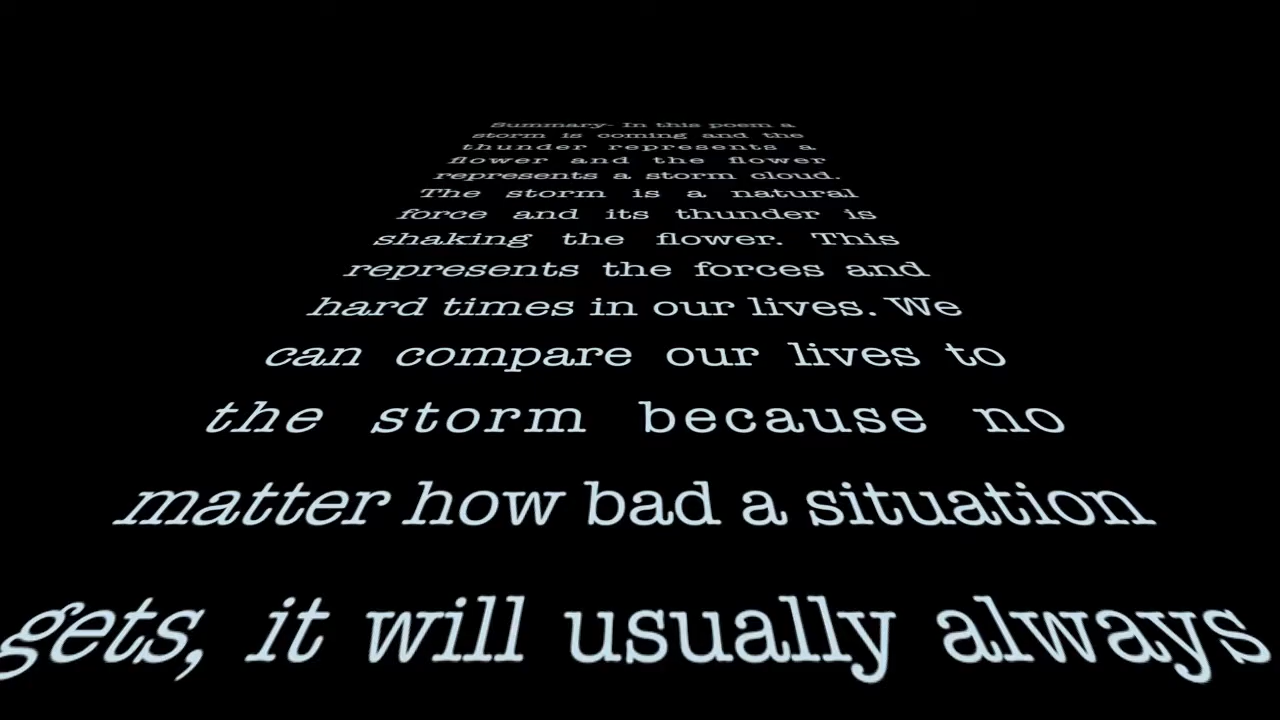 Summary- In this poem a
storm is coming and the
thunder represents a
flower and the flower
represents a storm cloud.
The storm is a natural
force and its thunder is
shaking the flower. This
represents the forces and
hard times in our lives. We
can compare our lives to
the storm because no
matter how bad a situation
gets, it will usually always